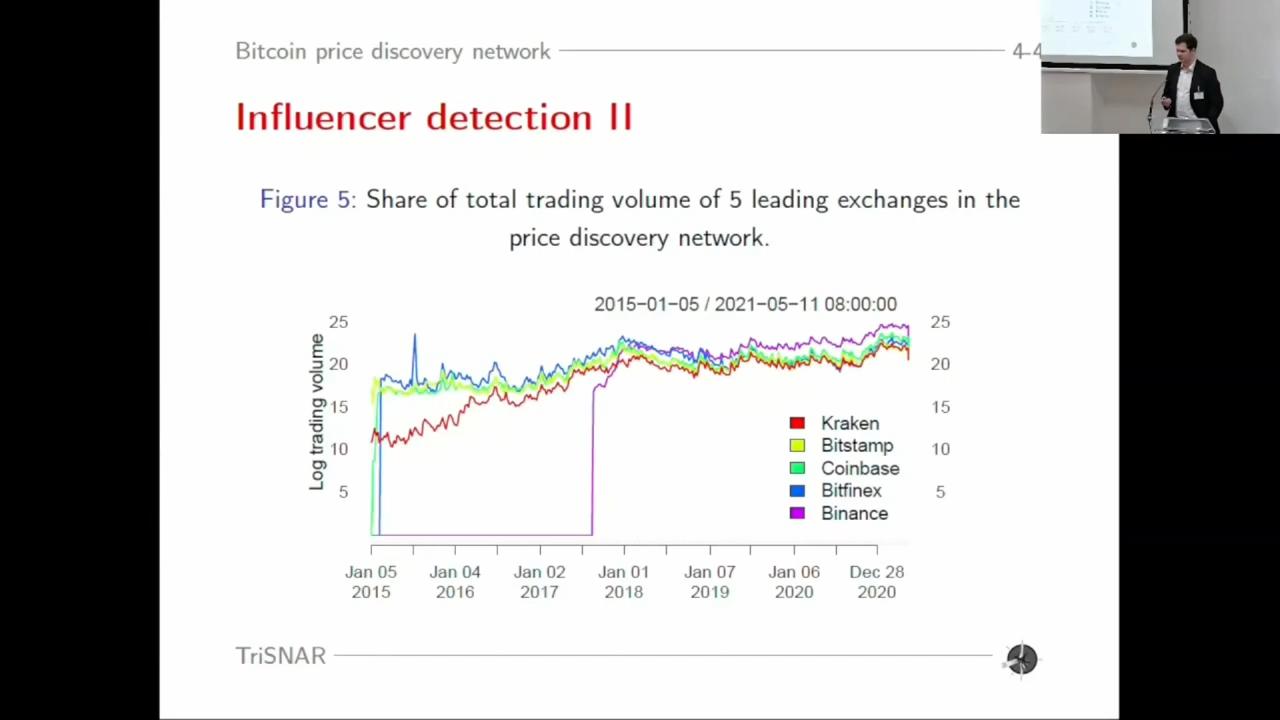 Bitcoin price discovery network
4-4
Influencer detection II
Figure 5: Share of total trading volume of 5 leading exchanges in the
price discovery network.
2015−01−05 / 2021−05−11 08:00:00
Log trading volume
25
20
15
10
5
25
20
15
10
5
Kraken
Bitstamp
Coinbase
Bitfinex
Binance
Jan 05 2015
Jan 04 2016
Jan 02 2017
Jan 01 2018
Jan 07 2019
Jan 06 2020
Dec 28 2020
TriSNAR